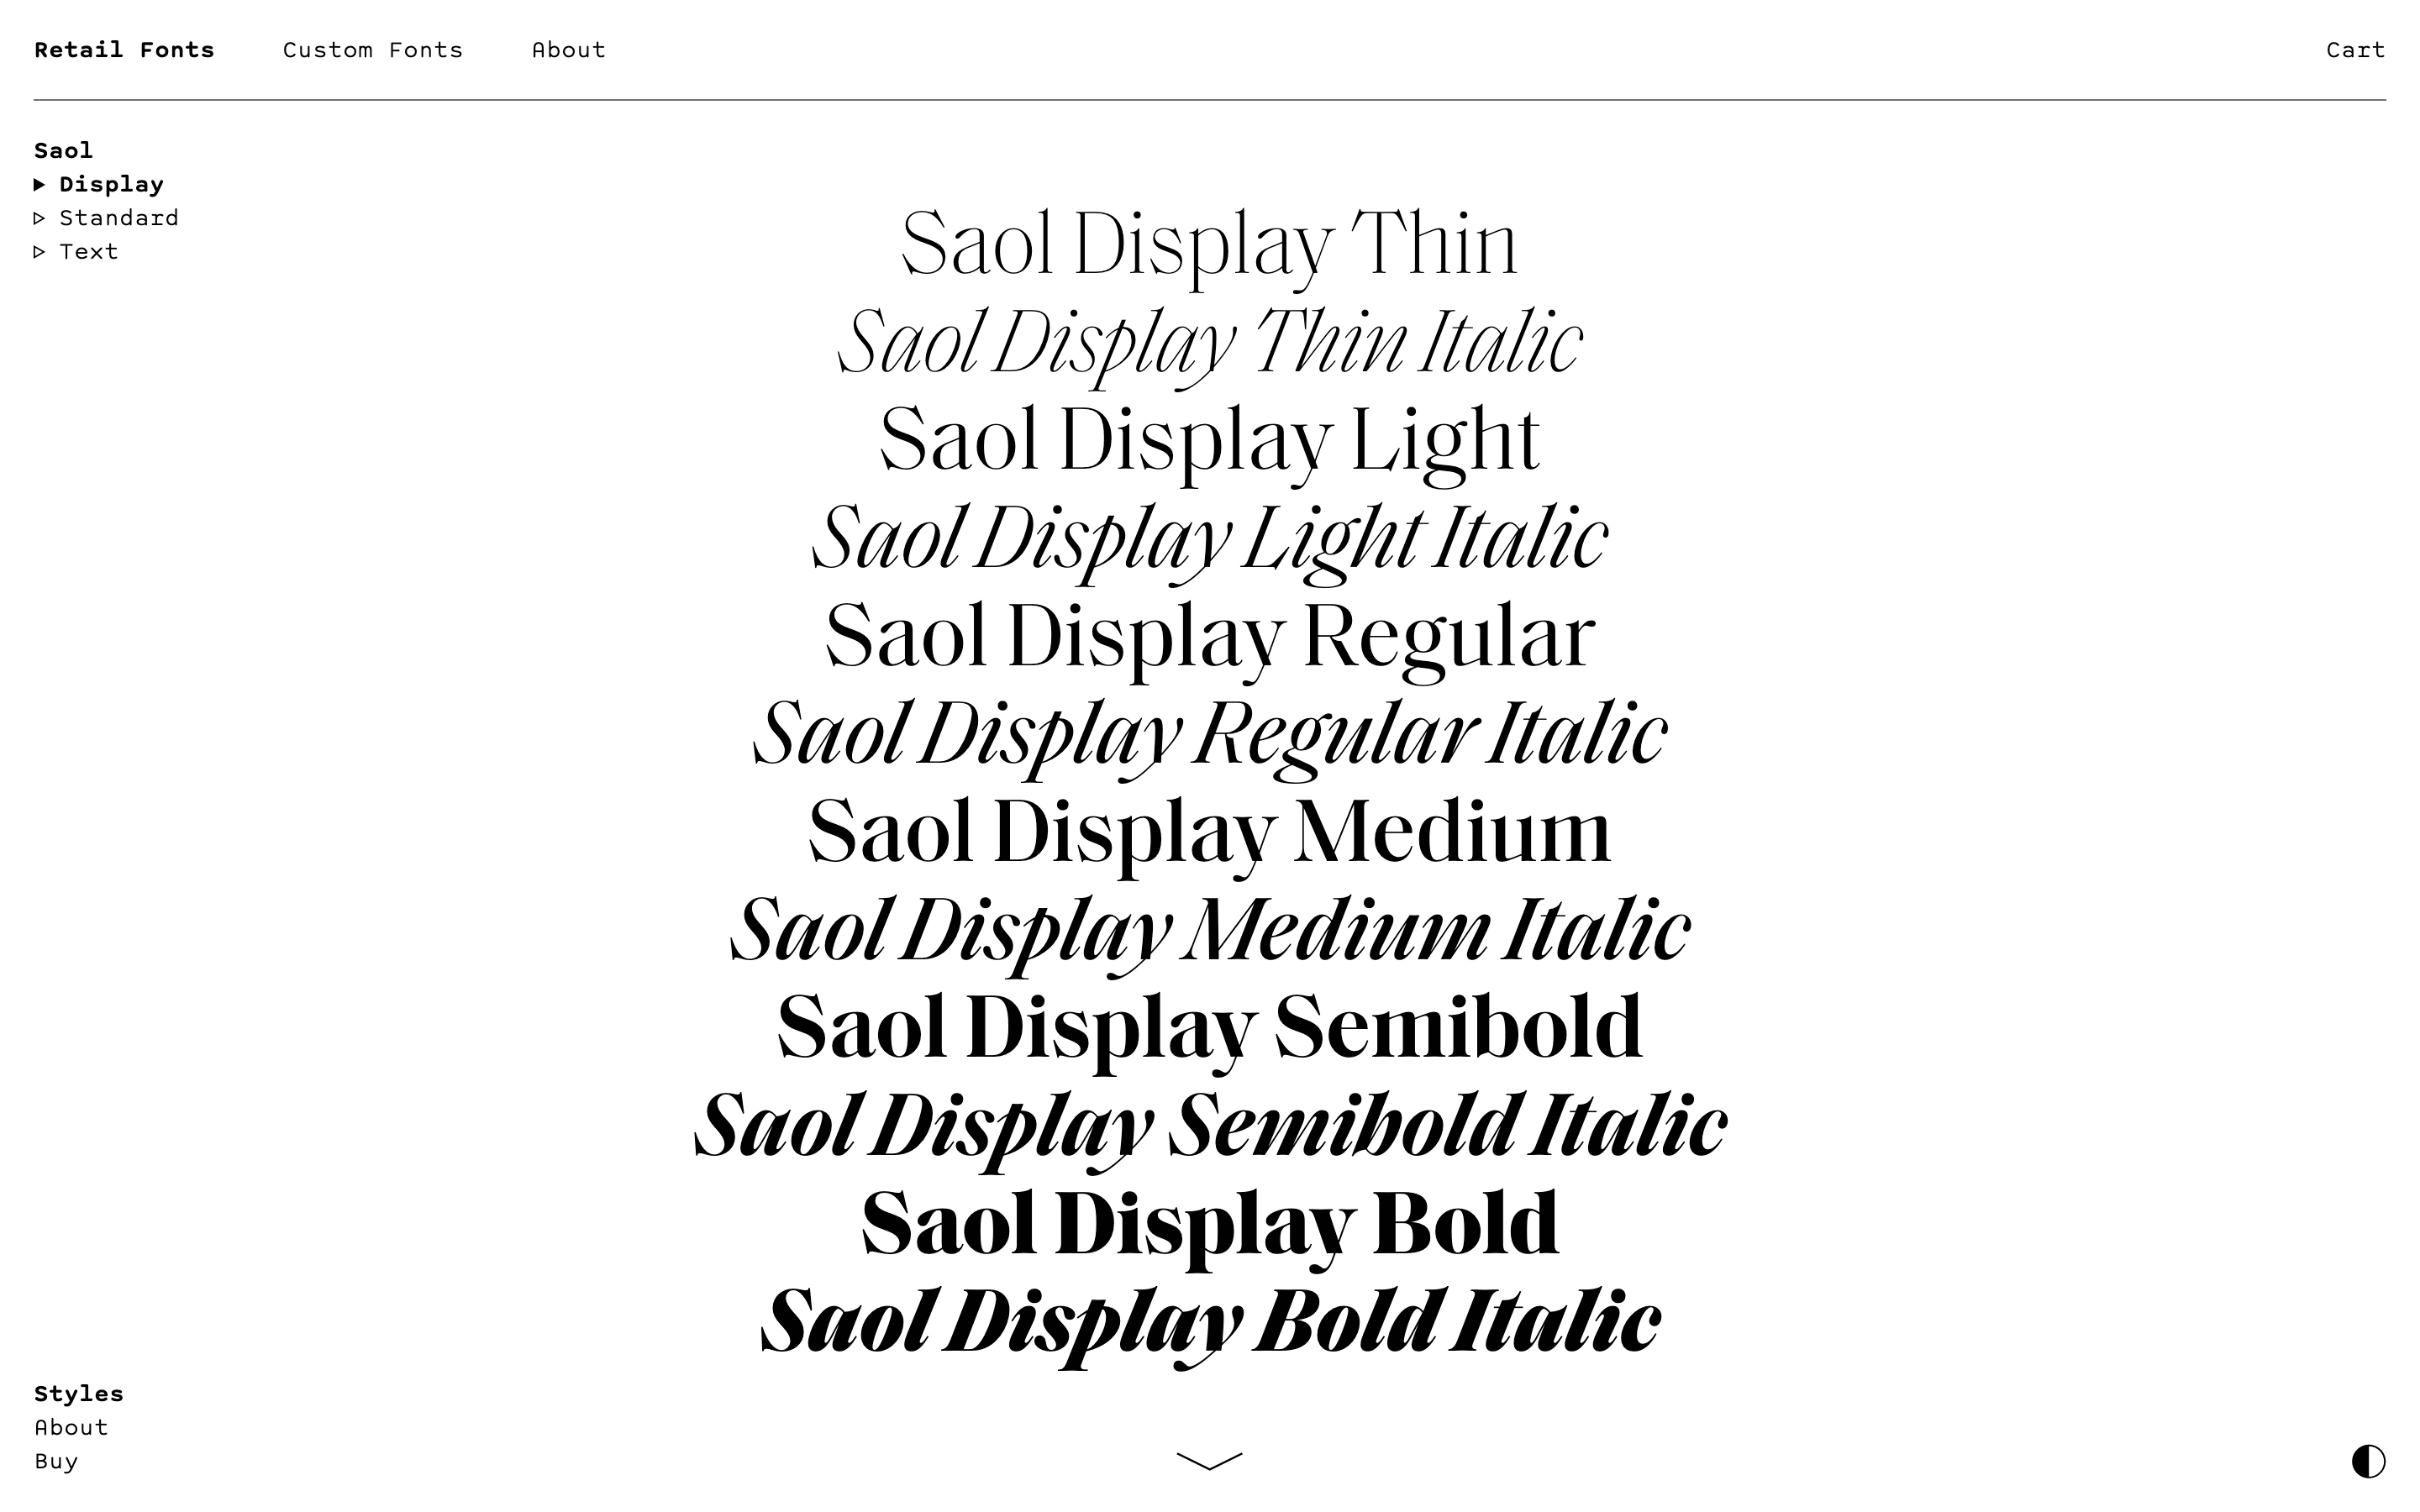 Retail Fonts Custom Fonts About Cart
Saol
Display
Standard
Text
Saol Display Thin
Saol Display Thin Italic
Saol Display Light
Saol Display Light Italic
Saol Display Regular
Saol Display Regular Italic
Saol Display Medium
Saol Display Medium Italic
Saol Display Semibold
Saol Display Semibold Italic
Saol Display Bold
Saol Display Bold Italic
Styles
About
Buy